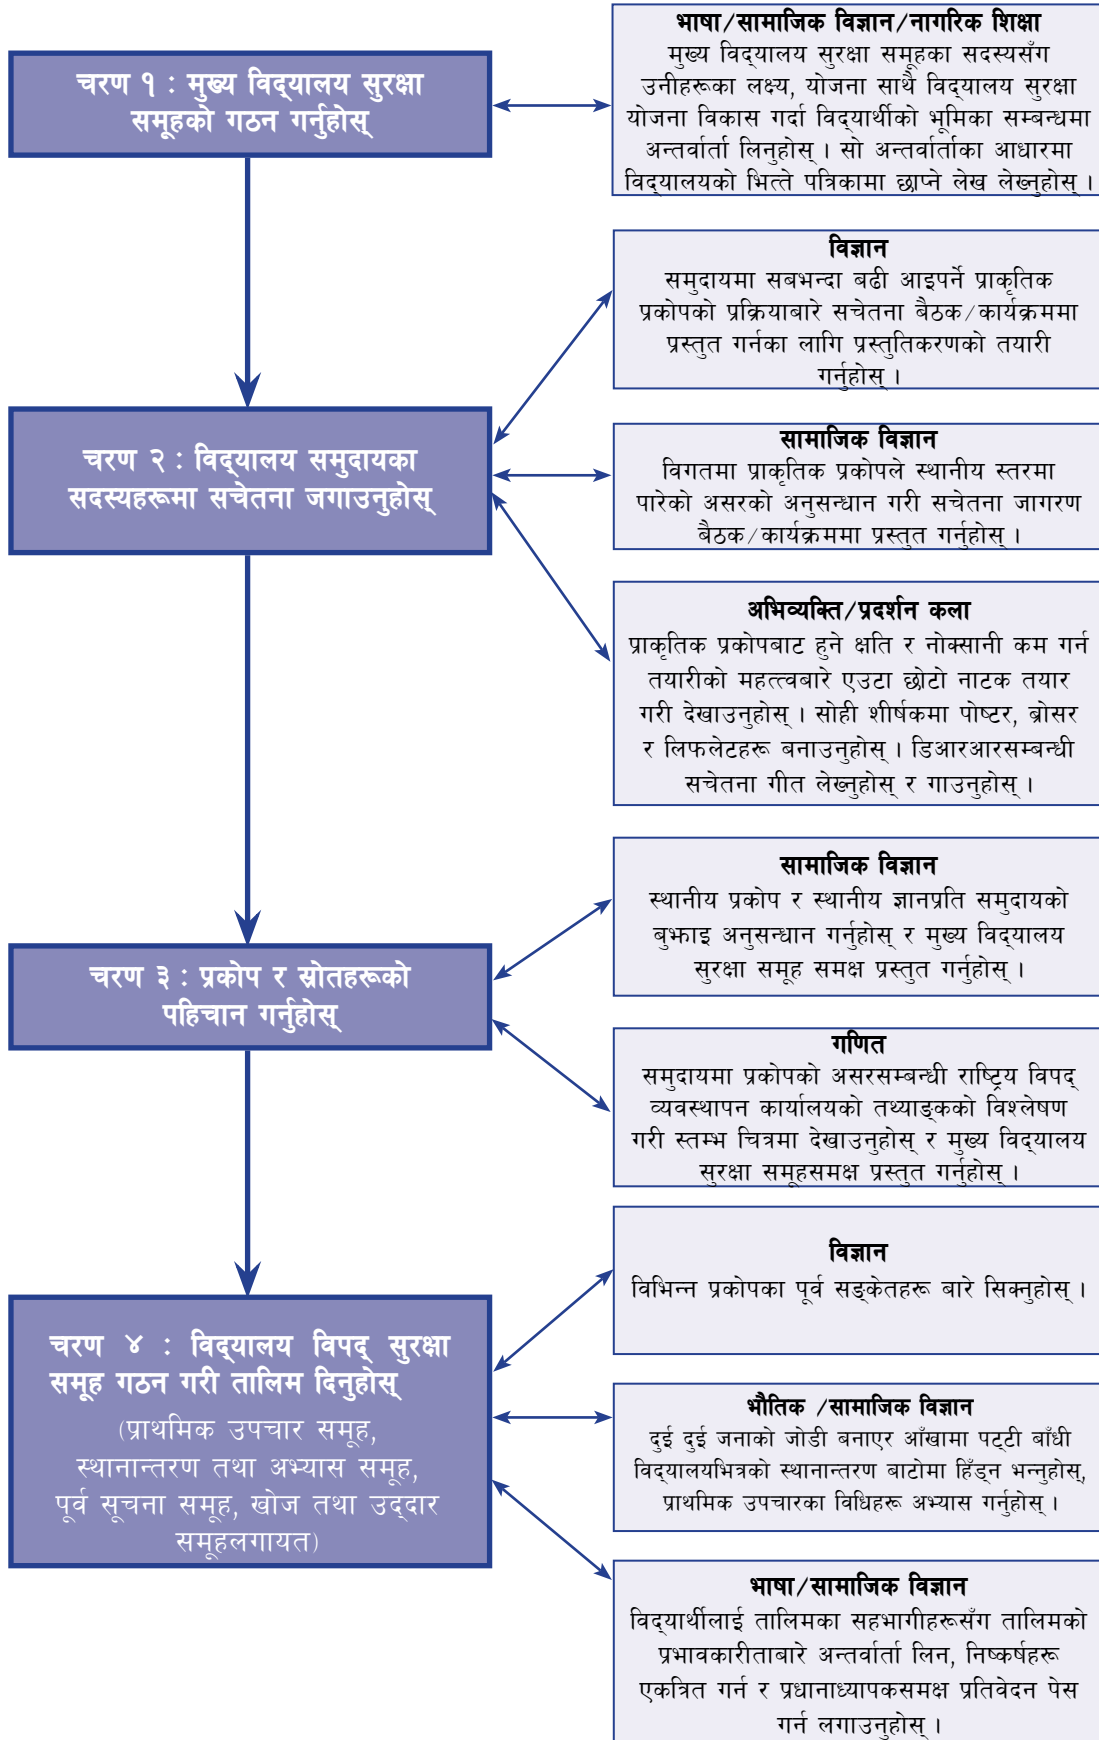 चरण १ : मुख्य विद्यालय सुरक्षा
समूहको गठन गर्नुहोस्
भाषा/सामाजिक विज्ञान/नागरिक शिक्षा
मुख्य विद्यालय सुरक्षा समूहका सदस्यसँग
उनीहरूका लक्ष्य, योजना साथै विद्यालय सुरक्षा
योजना विकास गर्दा विद्यार्थीको भूमिका सम्बन्धमा
अन्तर्वार्ता लिनुहोस् । सो अन्तर्वार्ताका आधारमा
विद्यालयको भित्ते पत्रिकामा छाप्ने लेख लेख्नुहोस् ।
चरण २ : विद्यालय समुदायका
सदस्यहरूमा सचेतना जगाउनुहोस्
विज्ञान
समुदायमा सबभन्दा बढी आइपर्ने प्राकृतिक
प्रकोपको प्रक्रियाबारे सचेतना बैठक/कार्यक्रममा
प्रस्तुत गर्नका लागि प्रस्तुतिकरणको तयारी
गर्नुहोस् ।
सामाजिक विज्ञान
विगतमा प्राकृतिक प्रकोपले स्थानीय स्तरमा
पारेको असरको अनुसन्धान गरी सचेतना जागरण
बैठक/कार्यक्रममा प्रस्तुत गर्नुहोस् ।
अभिव्यक्ति/प्रदर्शन कला
प्राकृतिक प्रकोपबाट हुने क्षति र नोक्सानी कम गर्न
तयारीको महत्त्वबारे एउटा छोटो नाटक तयार
गरी देखाउनुहोस् । सोही शीर्षकमा पोष्टर, ब्रोसर
र लिफलेटहरू बनाउनुहोस् । डिआरआरसम्बन्धी
सचेतना गीत लेख्नुहोस् र गाउनुहोस् ।
चरण ३ : प्रकोप र स्रोतहरूको
पहिचान गर्नुहोस्
सामाजिक विज्ञान
स्थानीय प्रकोप र स्थानीय ज्ञानप्रति समुदायको
बुझाइ अनुसन्धान गर्नुहोस् र मुख्य विद्यालय
सुरक्षा समूह समक्ष प्रस्तुत गर्नुहोस् ।
गणित
समुदायमा प्रकोपको असरसम्बन्धी राष्ट्रिय विपद्
व्यवस्थापन कार्यालयको तथ्याङ्कको विश्लेषण
गरी स्तम्भ चित्रमा देखाउनुहोस् र मुख्य विद्यालय
सुरक्षा समूहसमक्ष प्रस्तुत गर्नुहोस् ।
चरण ४ : विद्यालय विपद् सुरक्षा
समूह गठन गरी तालिम दिनुहोस्
(प्राथमिक उपचार समूह,
स्थानान्तरण तथा अभ्यास समूह,
पूर्व सूचना समूह, खोज तथा उद्दार
समूहलगायत)
विज्ञान
विभिन्न प्रकोपका पूर्व सङ्केतहरू बारे सिक्नुहोस् ।
भौतिक /सामाजिक विज्ञान
दुई दुई जनाको जोडी बनाएर आँखामा पट्टी बाँधी
विद्यालयभित्रको स्थानान्तरण बाटोमा हिँड्न भन्नुहोस्,
प्राथमिक उपचारका विधिहरू अभ्यास गर्नुहोस् ।
भाषा/सामाजिक विज्ञान
विद्यार्थीलाई तालिमका सहभागीहरूसँग तालिमको
प्रभावकारीताबारे अन्तर्वार्ता लिन, निष्कर्षहरू
एकत्रित गर्न र प्रधानाध्यापकसमक्ष प्रतिवेदन पेस
गर्न लगाउनुहोस् ।